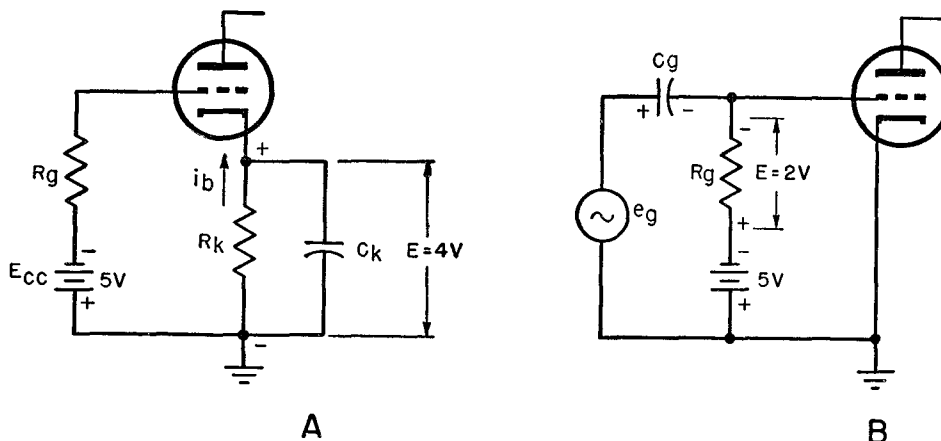 Cg
+ -
Rg
ib
+
-
Rg
E=2V
+
eg
Rk
Ck
E=4V
-
ECC
5V
+
-
5V
+
-
A
B